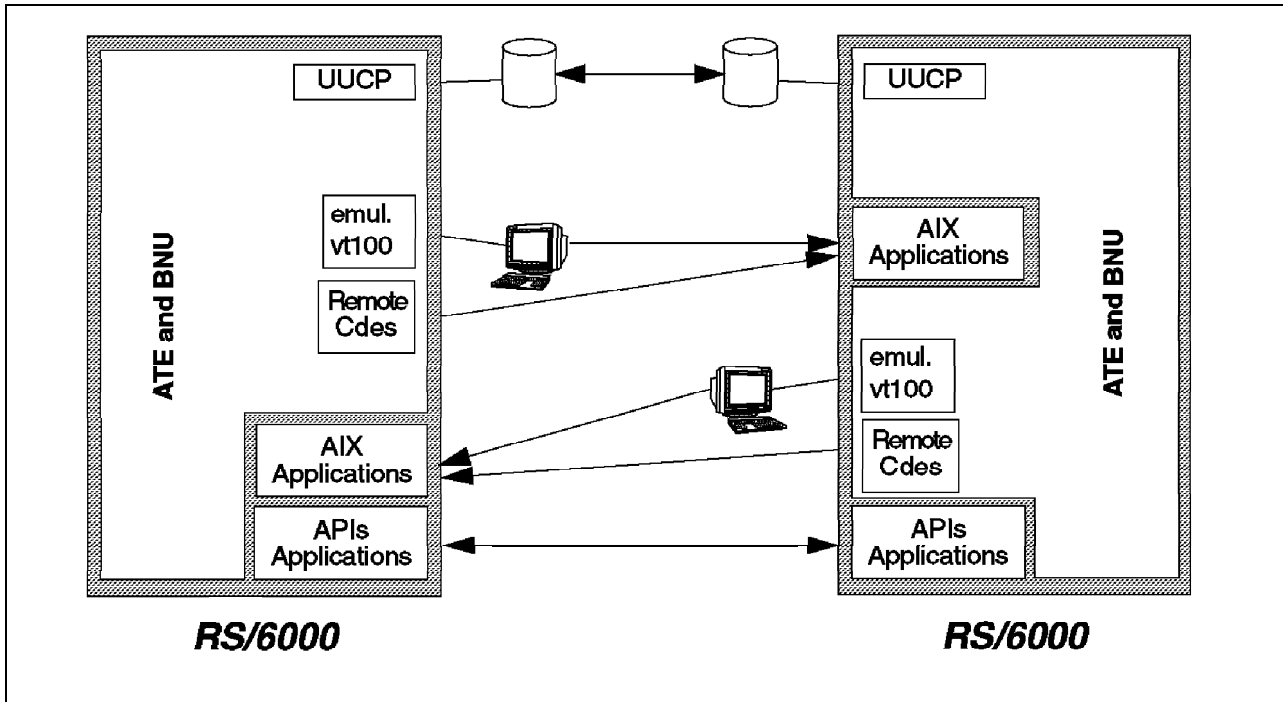 UUCP
UUCP
emul.
vt100
AIX
Applications
Remote
Cdes
ATE and BNU
ATE and BNU
emul.
vt100
AIX
Applications
Remote
Cdes
APIs
Applications
APIs
Applications
RS/6000
RS/6000